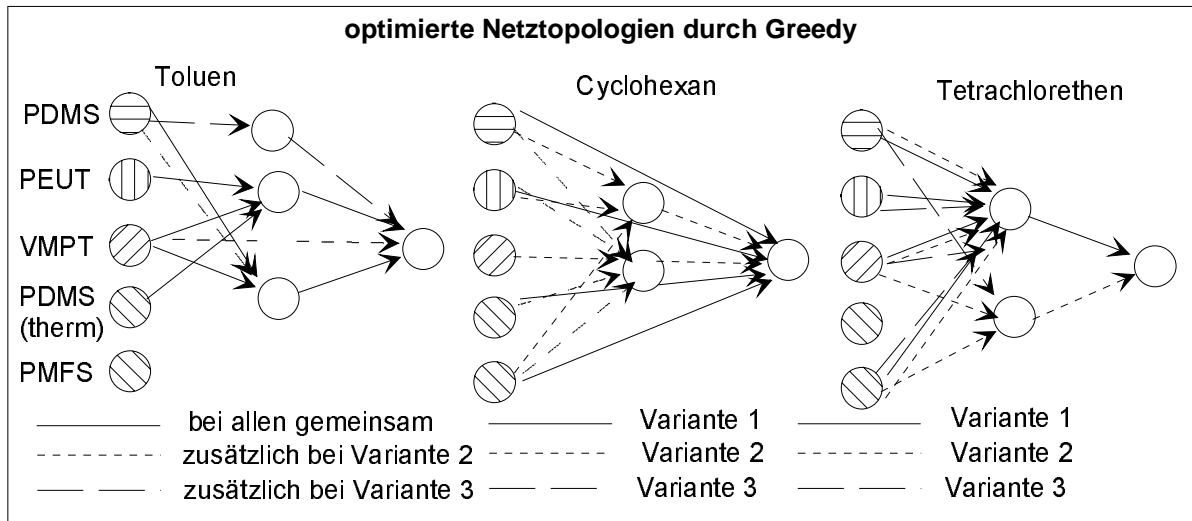 optimierte Netztopologien durch Greedy
Toluen
Cyclohexan
Tetrachlorethen
PDMS
PEUT
VMPT
PDMS
(therm)
PMFS
bei allen gemeinsam
zusätzlich bei Variante 2
zusätzlich bei Variante 3
Variante 1
Variante 2
Variante 3
Variante 1
Variante 2
Variante 3